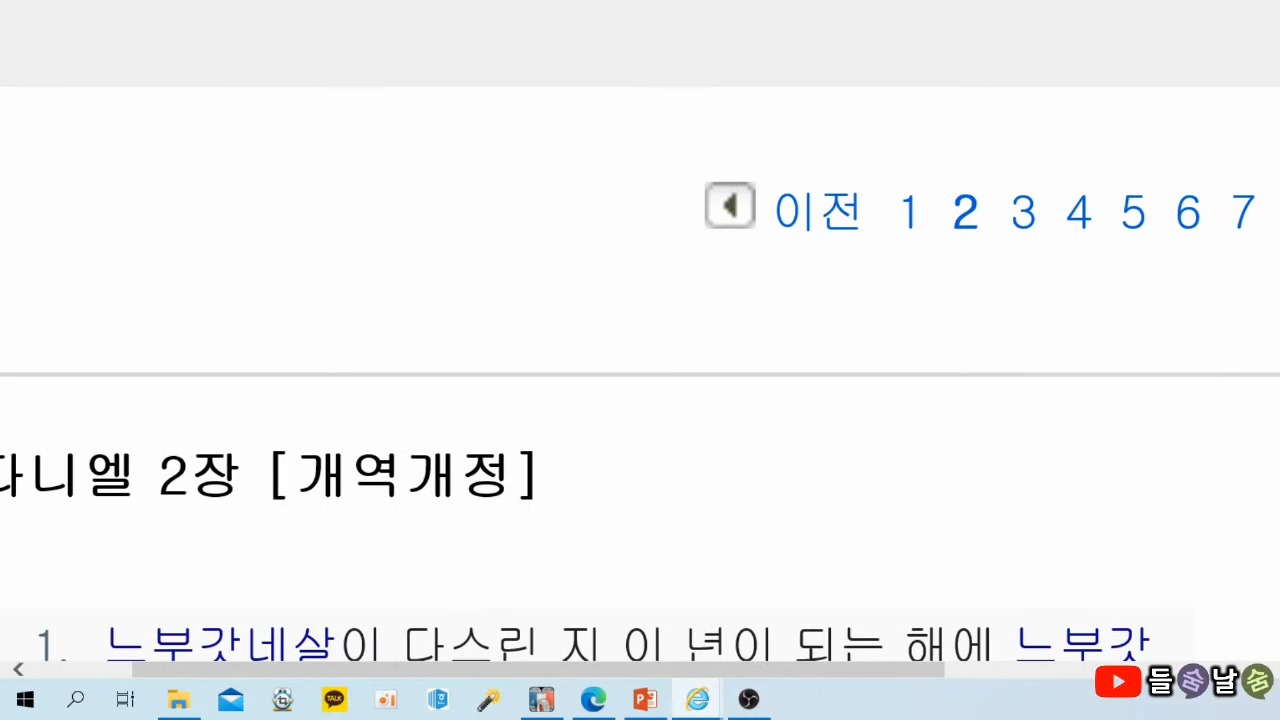 이전 1 2 3 4 5 6 7
다니엘 2장 [개역개정]
1. 느부갓네살이 다스린 지 이 년이 되는 해에 느부갓
TALK
들숨날숨